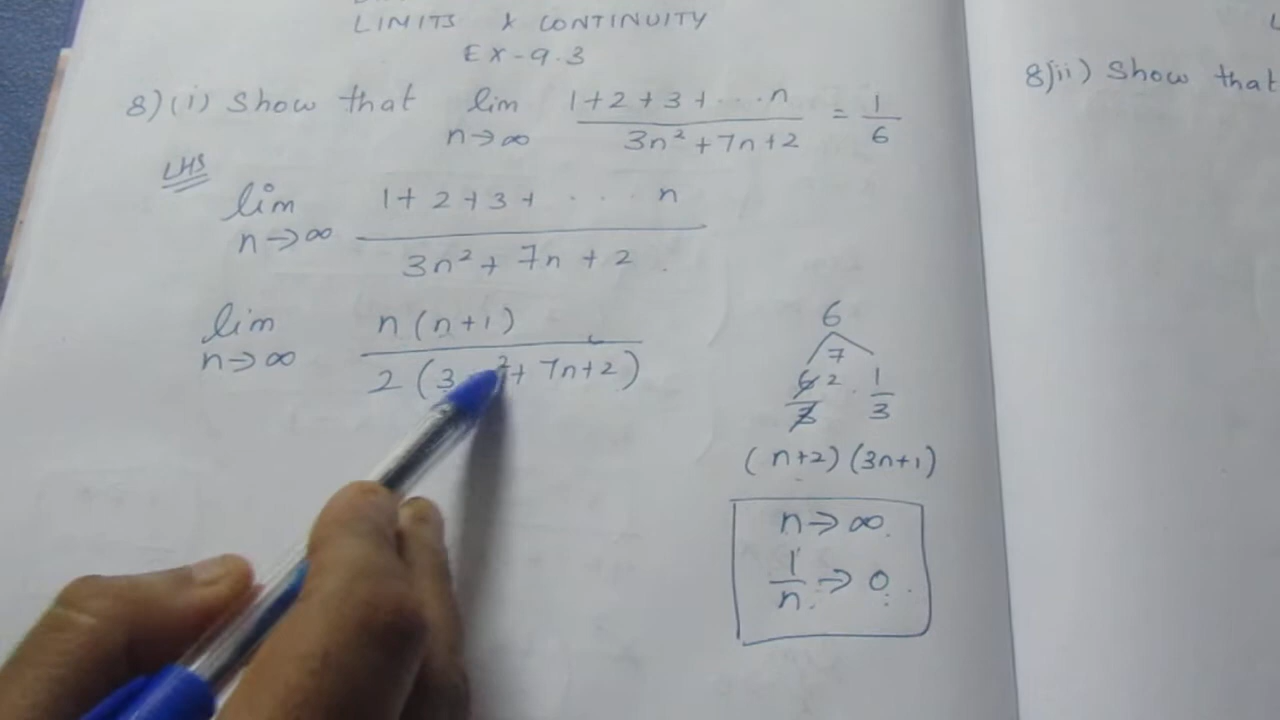 LIMITS & CONTINUITY
EX-9.3
8)(i) Show that lim n→∞ 1+2+3+...n / 3n²+7n+2 = 1/6
LHS
lim n→∞ 1+2+3+...n / 3n²+7n+2
lim n→∞ n(n+1) / 2(3 ²+7n+2)
6
7
6/3 2 . 1/3
(n+2)(3n+1)
n→∞
1/n→0
8)ii) Show that